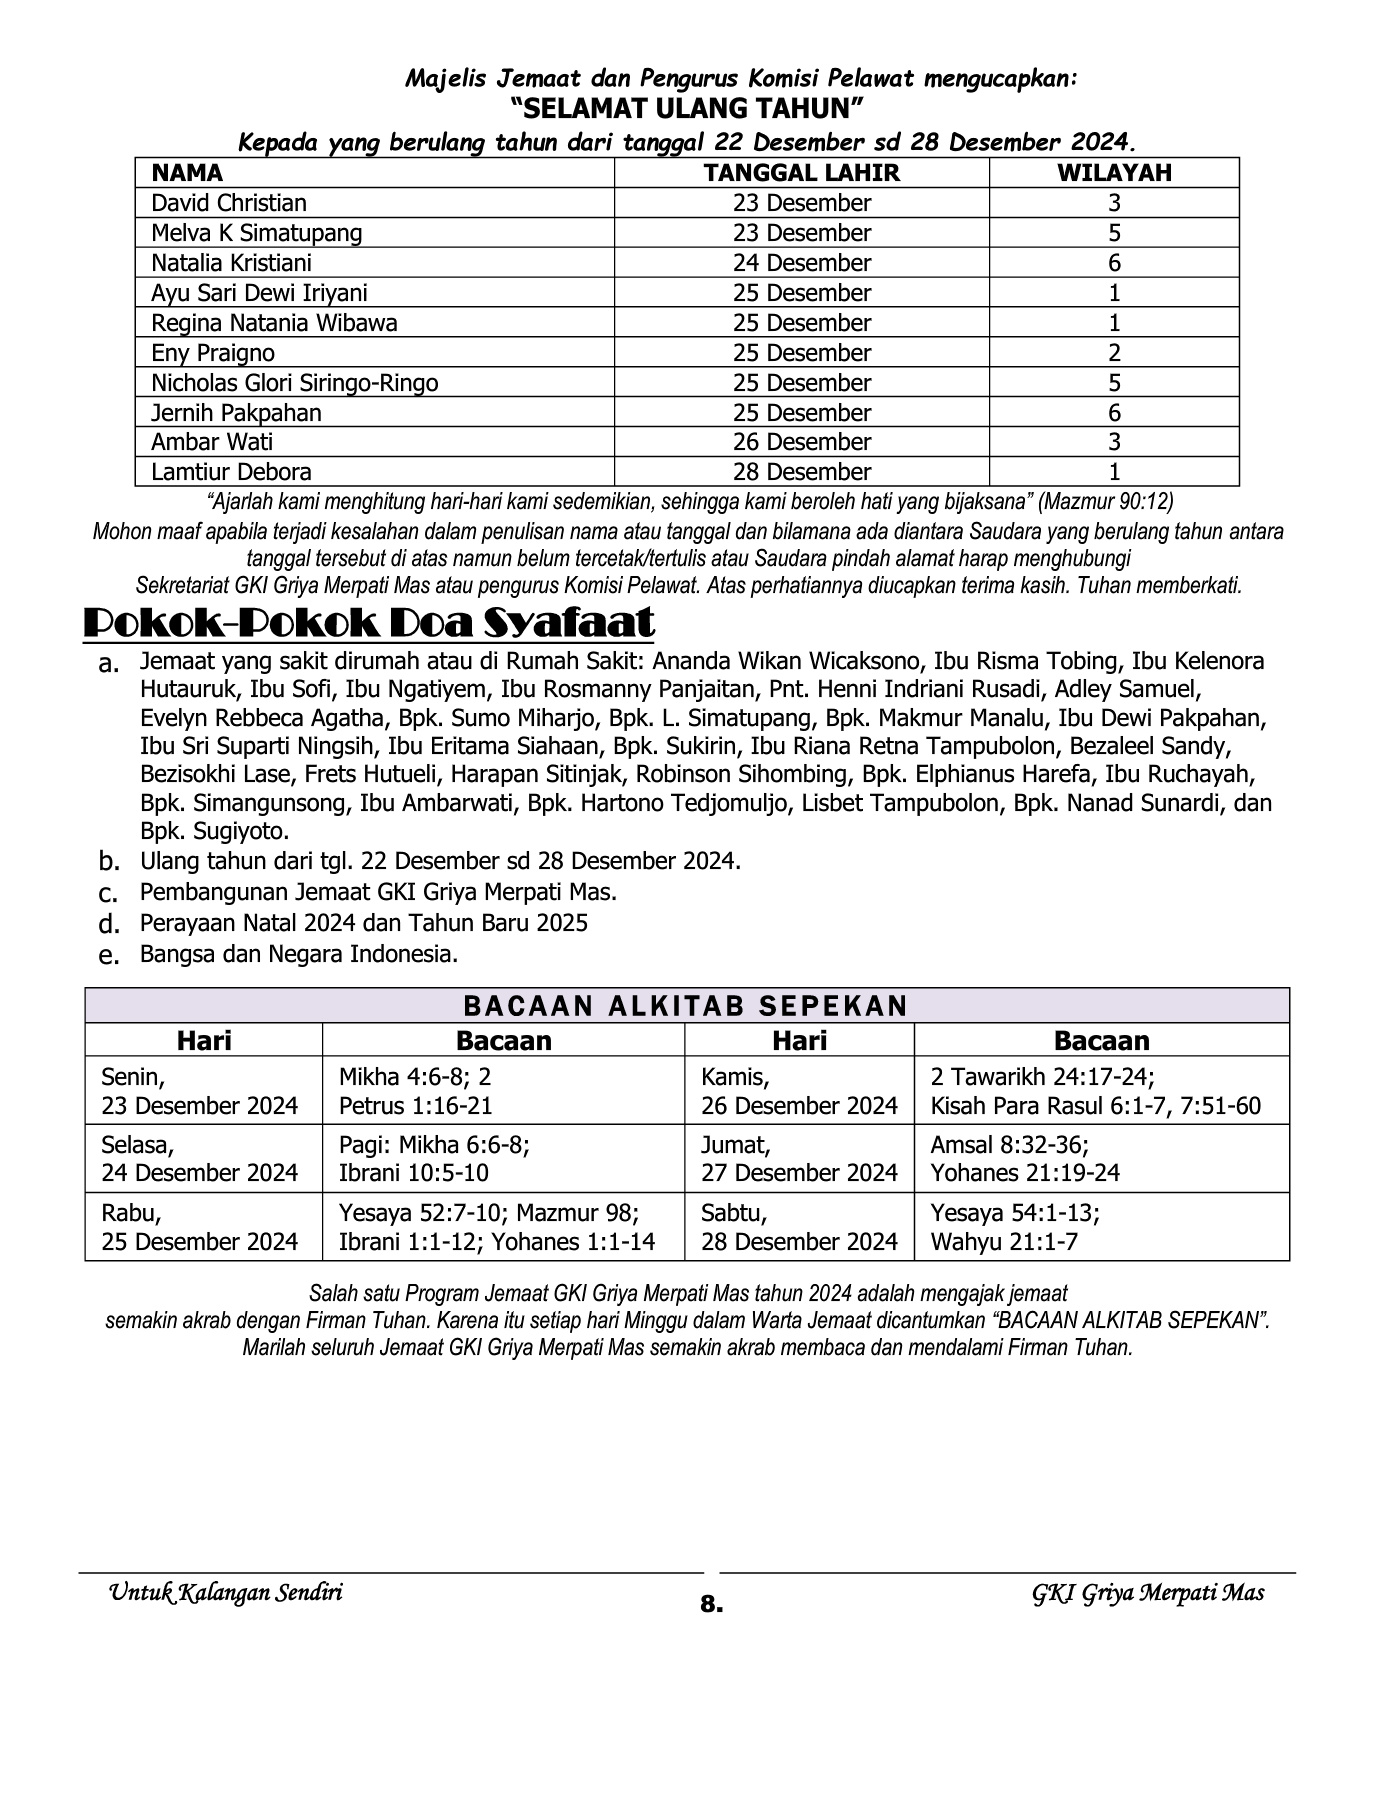 Majelis Jemaat dan Pengurus Komisi Pelawat mengucapkan:
“SELAMAT ULANG TAHUN”
Kepada yang berulang tahun dari tanggal 22 Desember sd 28 Desember 2024.
NAMA TANGGAL LAHIR WILAYAH
David Christian 23 Desember 3
Melva K Simatupang 23 Desember 5
Natalia Kristiani 24 Desember 6
Ayu Sari Dewi Iriyani 25 Desember 1
Regina Natania Wibawa 25 Desember 1
Eny Praigno 25 Desember 2
Nicholas Glori Siringo-Ringo 25 Desember 5
Jernih Pakpahan 25 Desember 6
Ambar Wati 26 Desember 3
Lamtiur Debora 28 Desember 1
“Ajarlah kami menghitung hari-hari kami sedemikian, sehingga kami beroleh hati yang bijaksana” (Mazmur 90:12)
Mohon maaf apabila terjadi kesalahan dalam penulisan nama atau tanggal dan bilamana ada diantara Saudara yang berulang tahun antara
tanggal tersebut di atas namun belum tercetak/tertulis atau Saudara pindah alamat harap menghubungi
Sekretariat GKI Griya Merpati Mas atau pengurus Komisi Pelawat. Atas perhatiannya diucapkan terima kasih. Tuhan memberkati.
Pokok-Pokok Doa Syafaat
a. Jemaat yang sakit dirumah atau di Rumah Sakit: Ananda Wikan Wicaksono, Ibu Risma Tobing, Ibu Kelenora
Hutauruk, Ibu Sofi, Ibu Ngatiyem, Ibu Rosmanny Panjaitan, Pnt. Henni Indriani Rusadi, Adley Samuel,
Evelyn Rebbeca Agatha, Bpk. Sumo Miharjo, Bpk. L. Simatupang, Bpk. Makmur Manalu, Ibu Dewi Pakpahan,
Ibu Sri Suparti Ningsih, Ibu Eritama Siahaan, Bpk. Sukirin, Ibu Riana Retna Tampubolon, Bezaleel Sandy,
Bezisokhi Lase, Frets Hutueli, Harapan Sitinjak, Robinson Sihombing, Bpk. Elphianus Harefa, Ibu Ruchayah,
Bpk. Simangunsong, Ibu Ambarwati, Bpk. Hartono Tedjomuljo, Lisbet Tampubolon, Bpk. Nanad Sunardi, dan
Bpk. Sugiyoto.
b. Ulang tahun dari tgl. 22 Desember sd 28 Desember 2024.
c. Pembangunan Jemaat GKI Griya Merpati Mas.
d. Perayaan Natal 2024 dan Tahun Baru 2025
e. Bangsa dan Negara Indonesia.
BACAAN ALKITAB SEPEKAN
Hari Bacaan Hari Bacaan
Senin, Mikha 4:6-8; 2 Kamis, 2 Tawarikh 24:17-24;
23 Desember 2024 Petrus 1:16-21 26 Desember 2024 Kisah Para Rasul 6:1-7, 7:51-60
Selasa, Pagi: Mikha 6:6-8; Jumat, Amsal 8:32-36;
24 Desember 2024 Ibrani 10:5-10 27 Desember 2024 Yohanes 21:19-24
Rabu, Yesaya 52:7-10; Mazmur 98; Sabtu, Yesaya 54:1-13;
25 Desember 2024 Ibrani 1:1-12; Yohanes 1:1-14 28 Desember 2024 Wahyu 21:1-7
Salah satu Program Jemaat GKI Griya Merpati Mas tahun 2024 adalah mengajak jemaat
semakin akrab dengan Firman Tuhan. Karena itu setiap hari Minggu dalam Warta Jemaat dicantumkan “BACAAN ALKITAB SEPEKAN”.
Marilah seluruh Jemaat GKI Griya Merpati Mas semakin akrab membaca dan mendalami Firman Tuhan.
Untuk Kalangan Sendiri 8. GKI Griya Merpati Mas